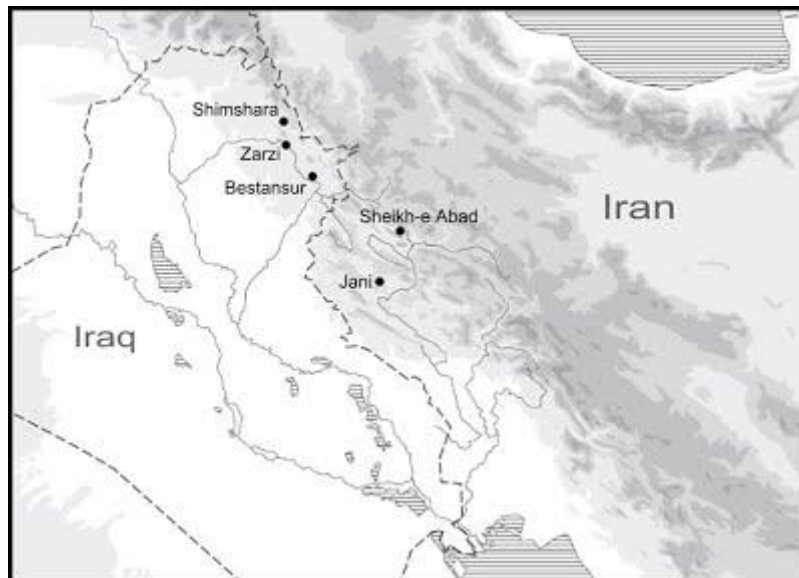 Shimshara
Zarzi
Bestansur
Sheikh-e Abad
Iran
Jani
Iraq